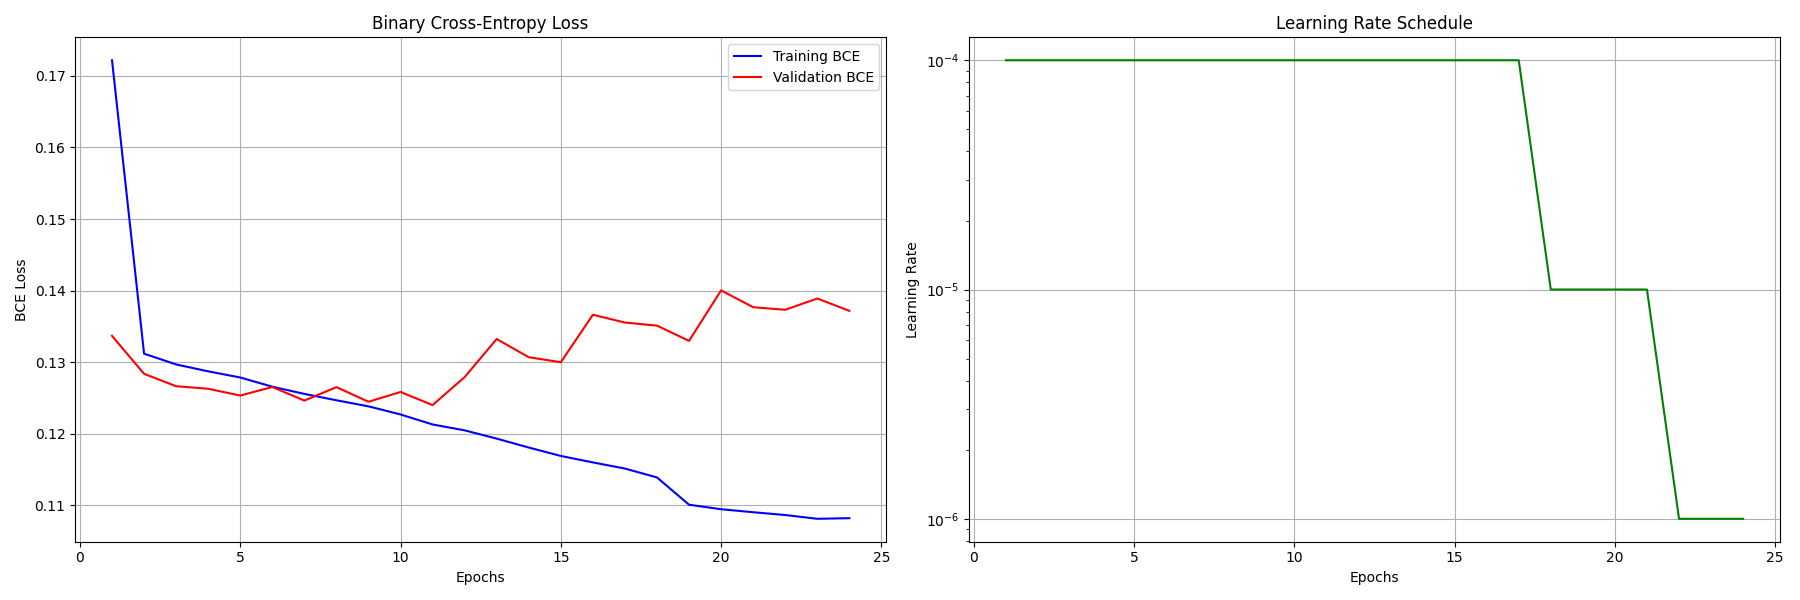 Binary Cross-Entropy Loss
Training BCE
Validation BCE
0.17
0.16
0.15
0.14
0.13
0.12
0.11
BCE Loss
0 5 10 15 20 25
Epochs
Learning Rate Schedule
10⁻⁴
10⁻⁵
10⁻⁶
Learning Rate
0 5 10 15 20 25
Epochs